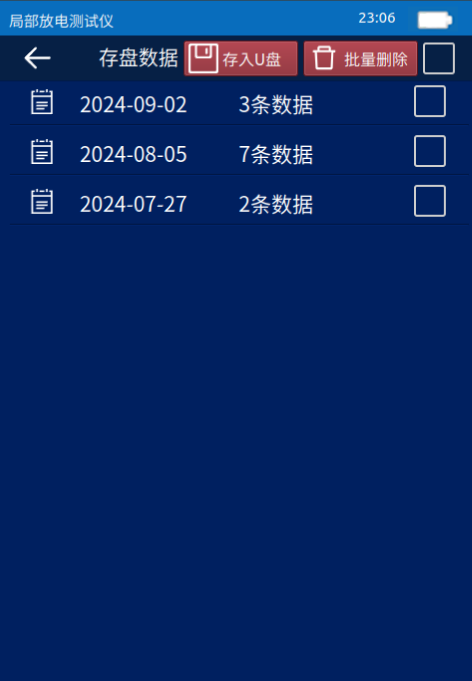 局部放电测试仪 23:06
存盘数据 存入U盘 批量删除
2024-09-02 3条数据
2024-08-05 7条数据
2024-07-27 2条数据